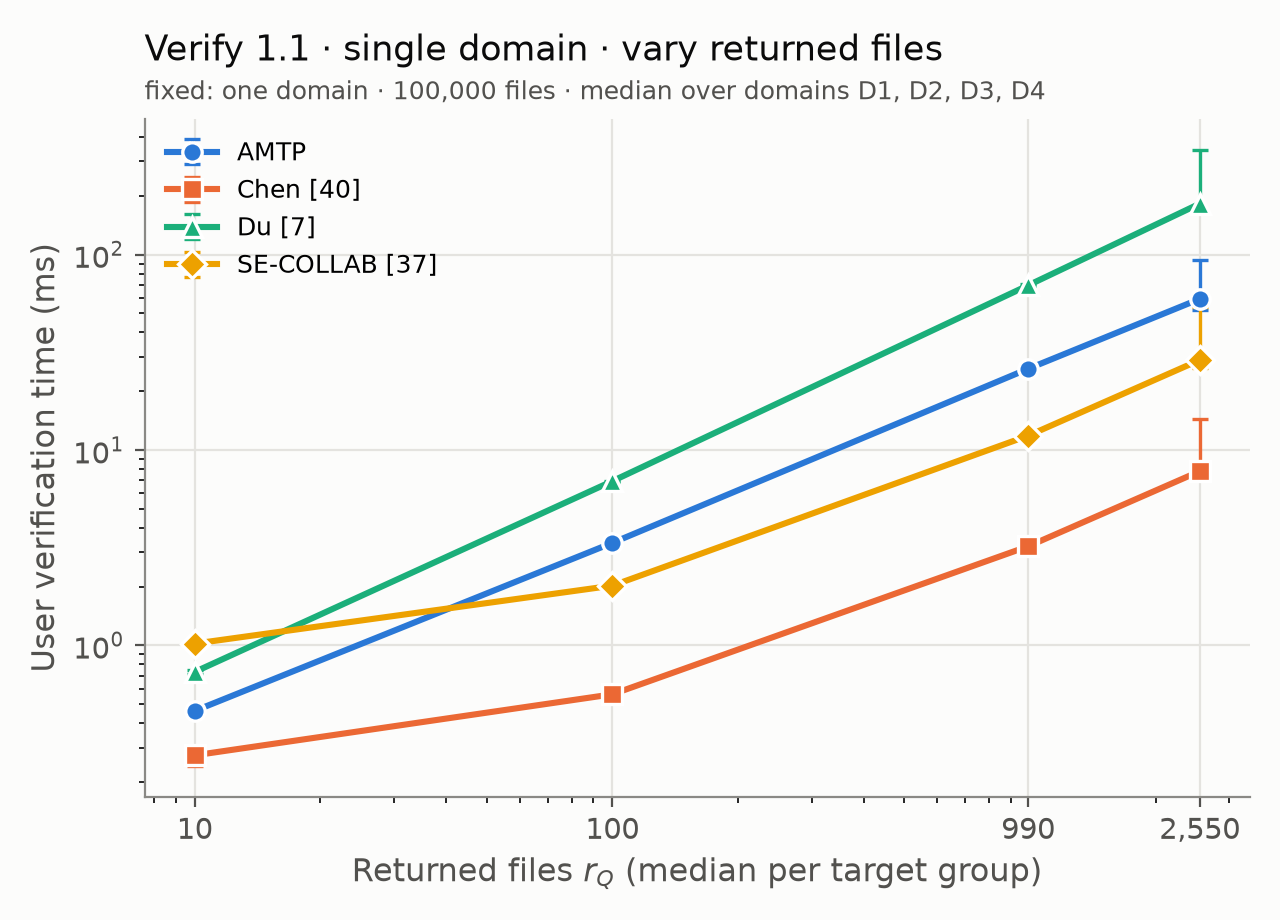 Verify 1.1 · single domain · vary returned files
fixed: one domain · 100,000 files · median over domains D1, D2, D3, D4
AMTP
Chen [40]
Du [7]
SE-COLLAB [37]
User verification time (ms)
10²
10¹
10⁰
10 100 990 2,550
Returned files r_Q (median per target group)